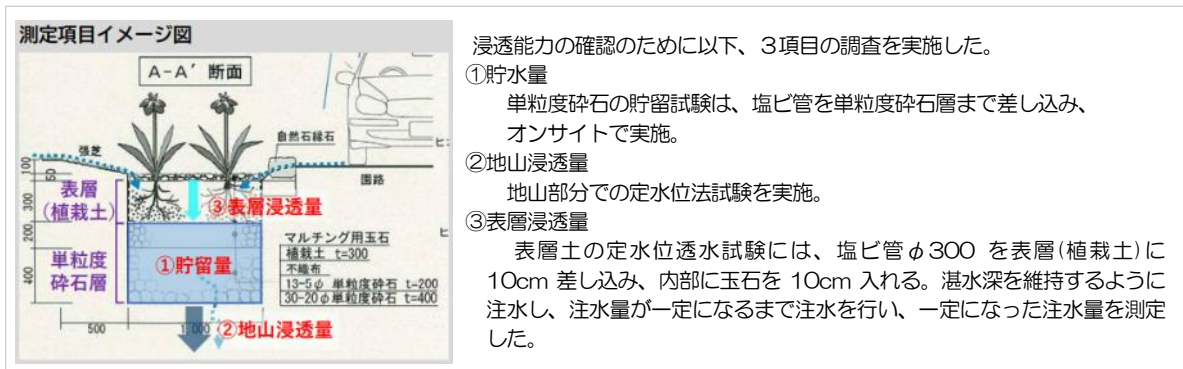 測定項目イメージ図
A-A′ 断面
自然石縁石
張芝
園路
100
50
300
200
400
表層
(植栽土)
単粒度
砕石層
③表層浸透量
①貯留量
②地山浸透量
マルチング用玉石
植栽土 t=300
不織布
13-5φ 単粒度砕石 t-200
30-20φ単粒度砕石 t=400
500
浸透能力の確認のために以下、3項目の調査を実施した。
①貯水量
単粒度砕石の貯留試験は、塩ビ管を単粒度砕石層まで差し込み、
オンサイトで実施。
②地山浸透量
地山部分での定水位法試験を実施。
③表層浸透量
表層土の定水位透水試験には、塩ビ管φ300 を表層(植栽土)に
10cm 差し込み、内部に玉石を 10cm 入れる。湛水深を維持するように
注水し、注水量が一定になるまで注水を行い、一定になった注水量を測定
した。